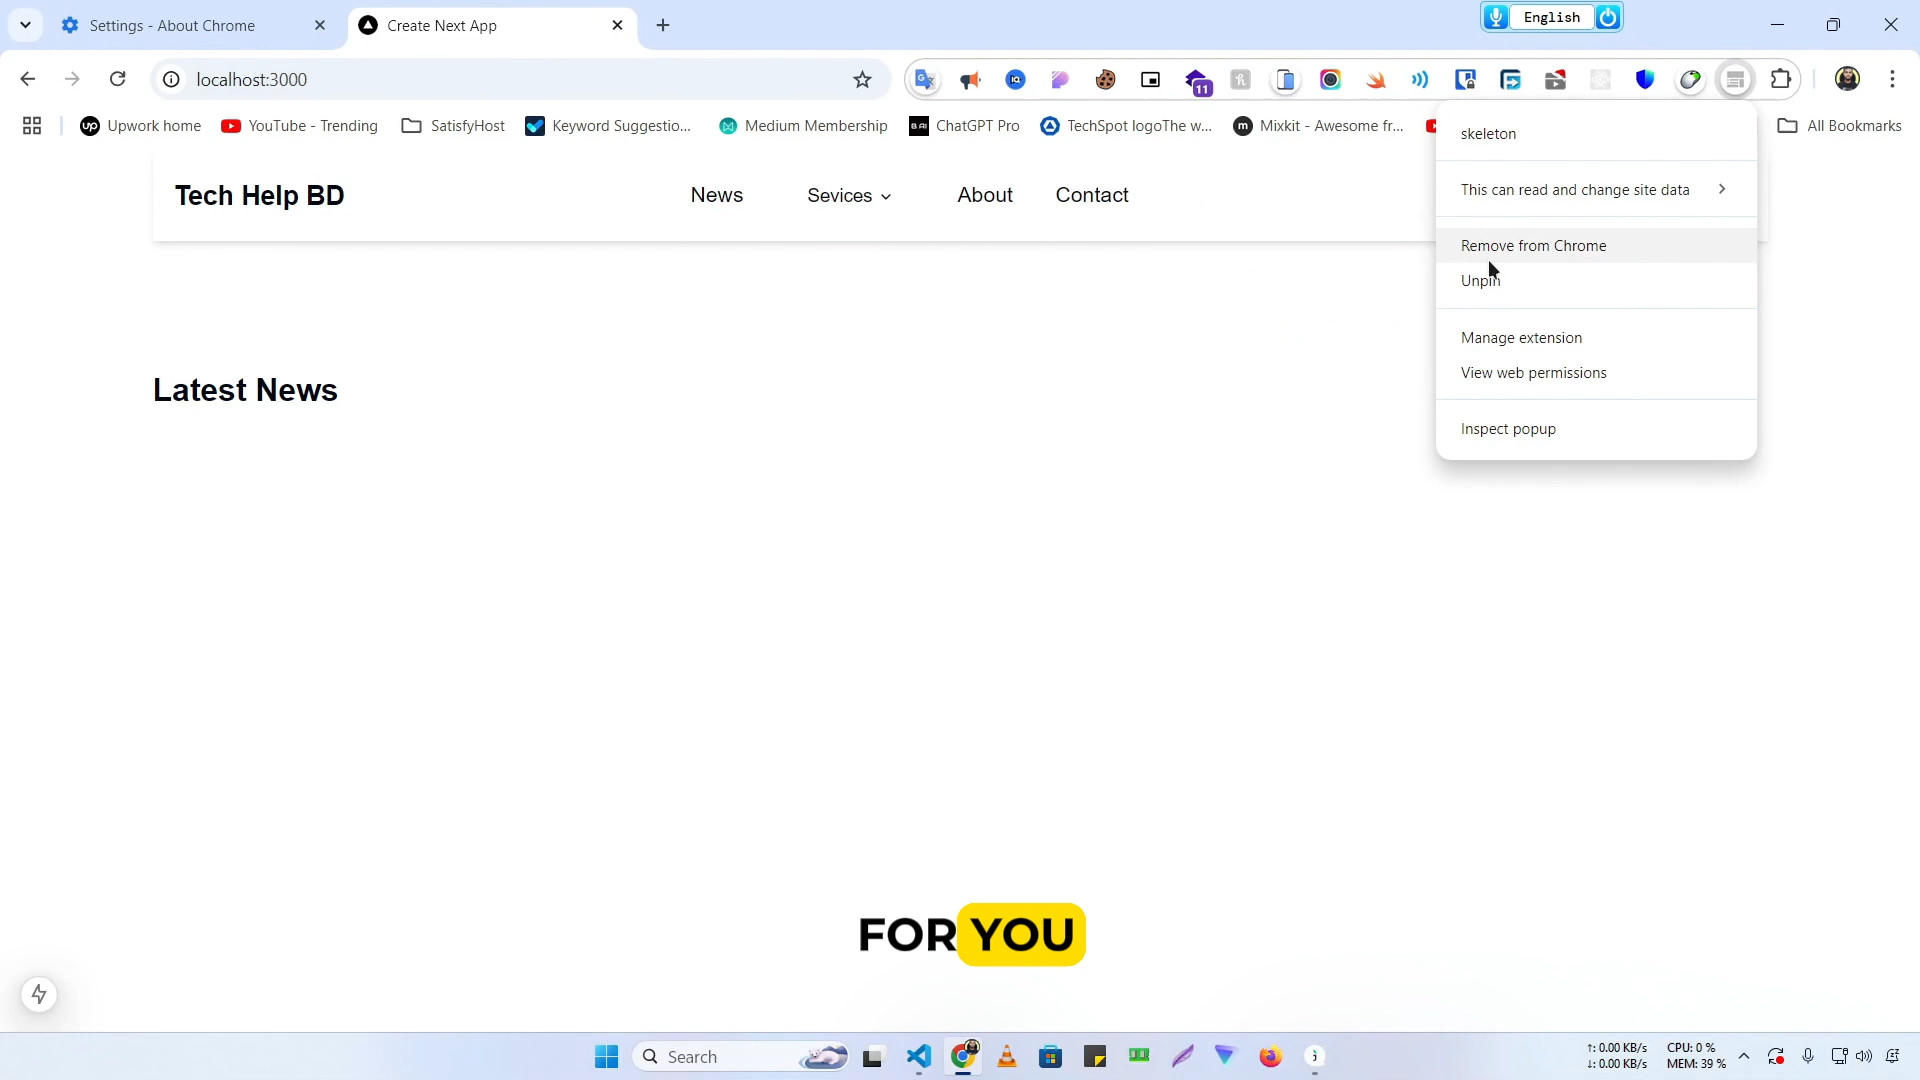 Settings - About Chrome
Create Next App
English
localhost:3000
11
Upwork home
YouTube - Trending
SatisfyHost
Keyword Suggestio...
Medium Membership
ChatGPT Pro
TechSpot logoThe w...
Mixkit - Awesome fr...
All Bookmarks
skeleton
This can read and change site data
Remove from Chrome
Unpin
Manage extension
View web permissions
Inspect popup
Tech Help BD
News
Sevices
About
Contact
Latest News
FOR YOU
Search
↑: 0.00 KB/s
↓: 0.00 KB/s
CPU: 0 %
MEM: 39 %